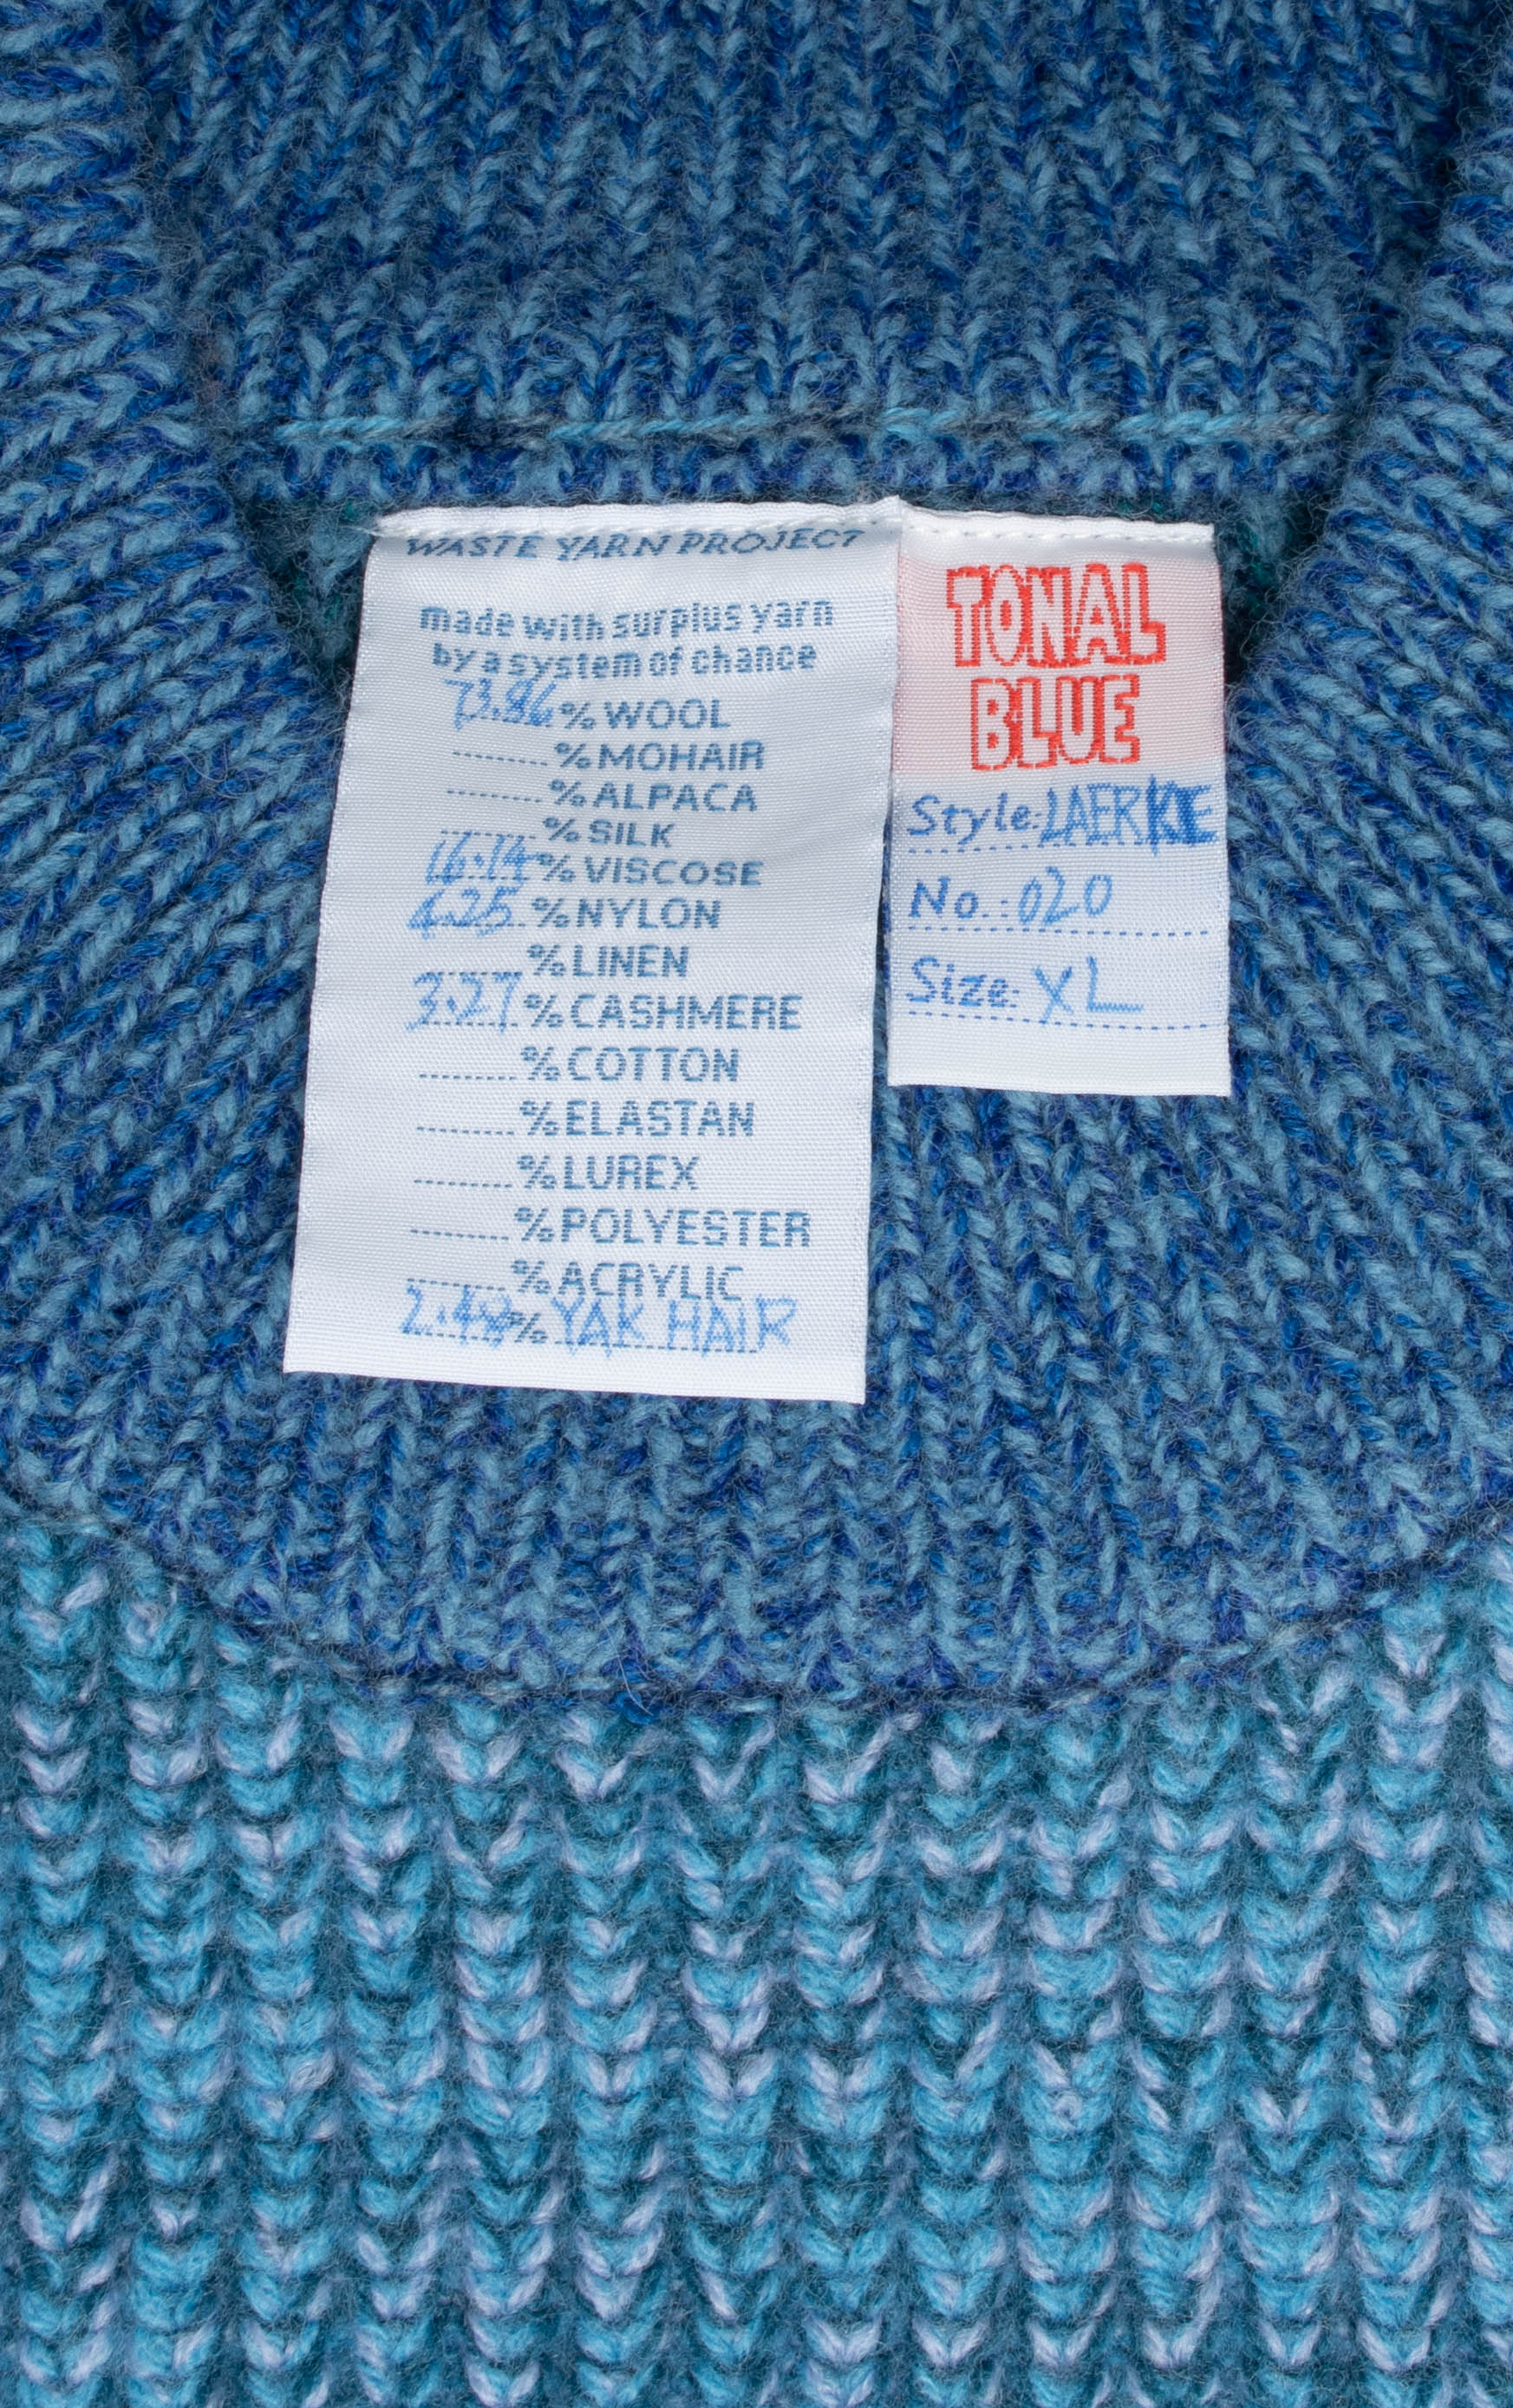 WASTE YARN PROJECT
made with surplus yarn
by a system of chance
73.86% WOOL
.........% MOHAIR
.........% ALPACA
.........% SILK
16.14% VISCOSE
4.25% NYLON
.........% LINEN
3.27% CASHMERE
.........% COTTON
.........% ELASTAN
.........% LUREX
.........% POLYESTER
.........% ACRYLIC
2.48% YAK HAIR
TONAL
BLUE
Style: LAERKE
No.: 020
Size: XL